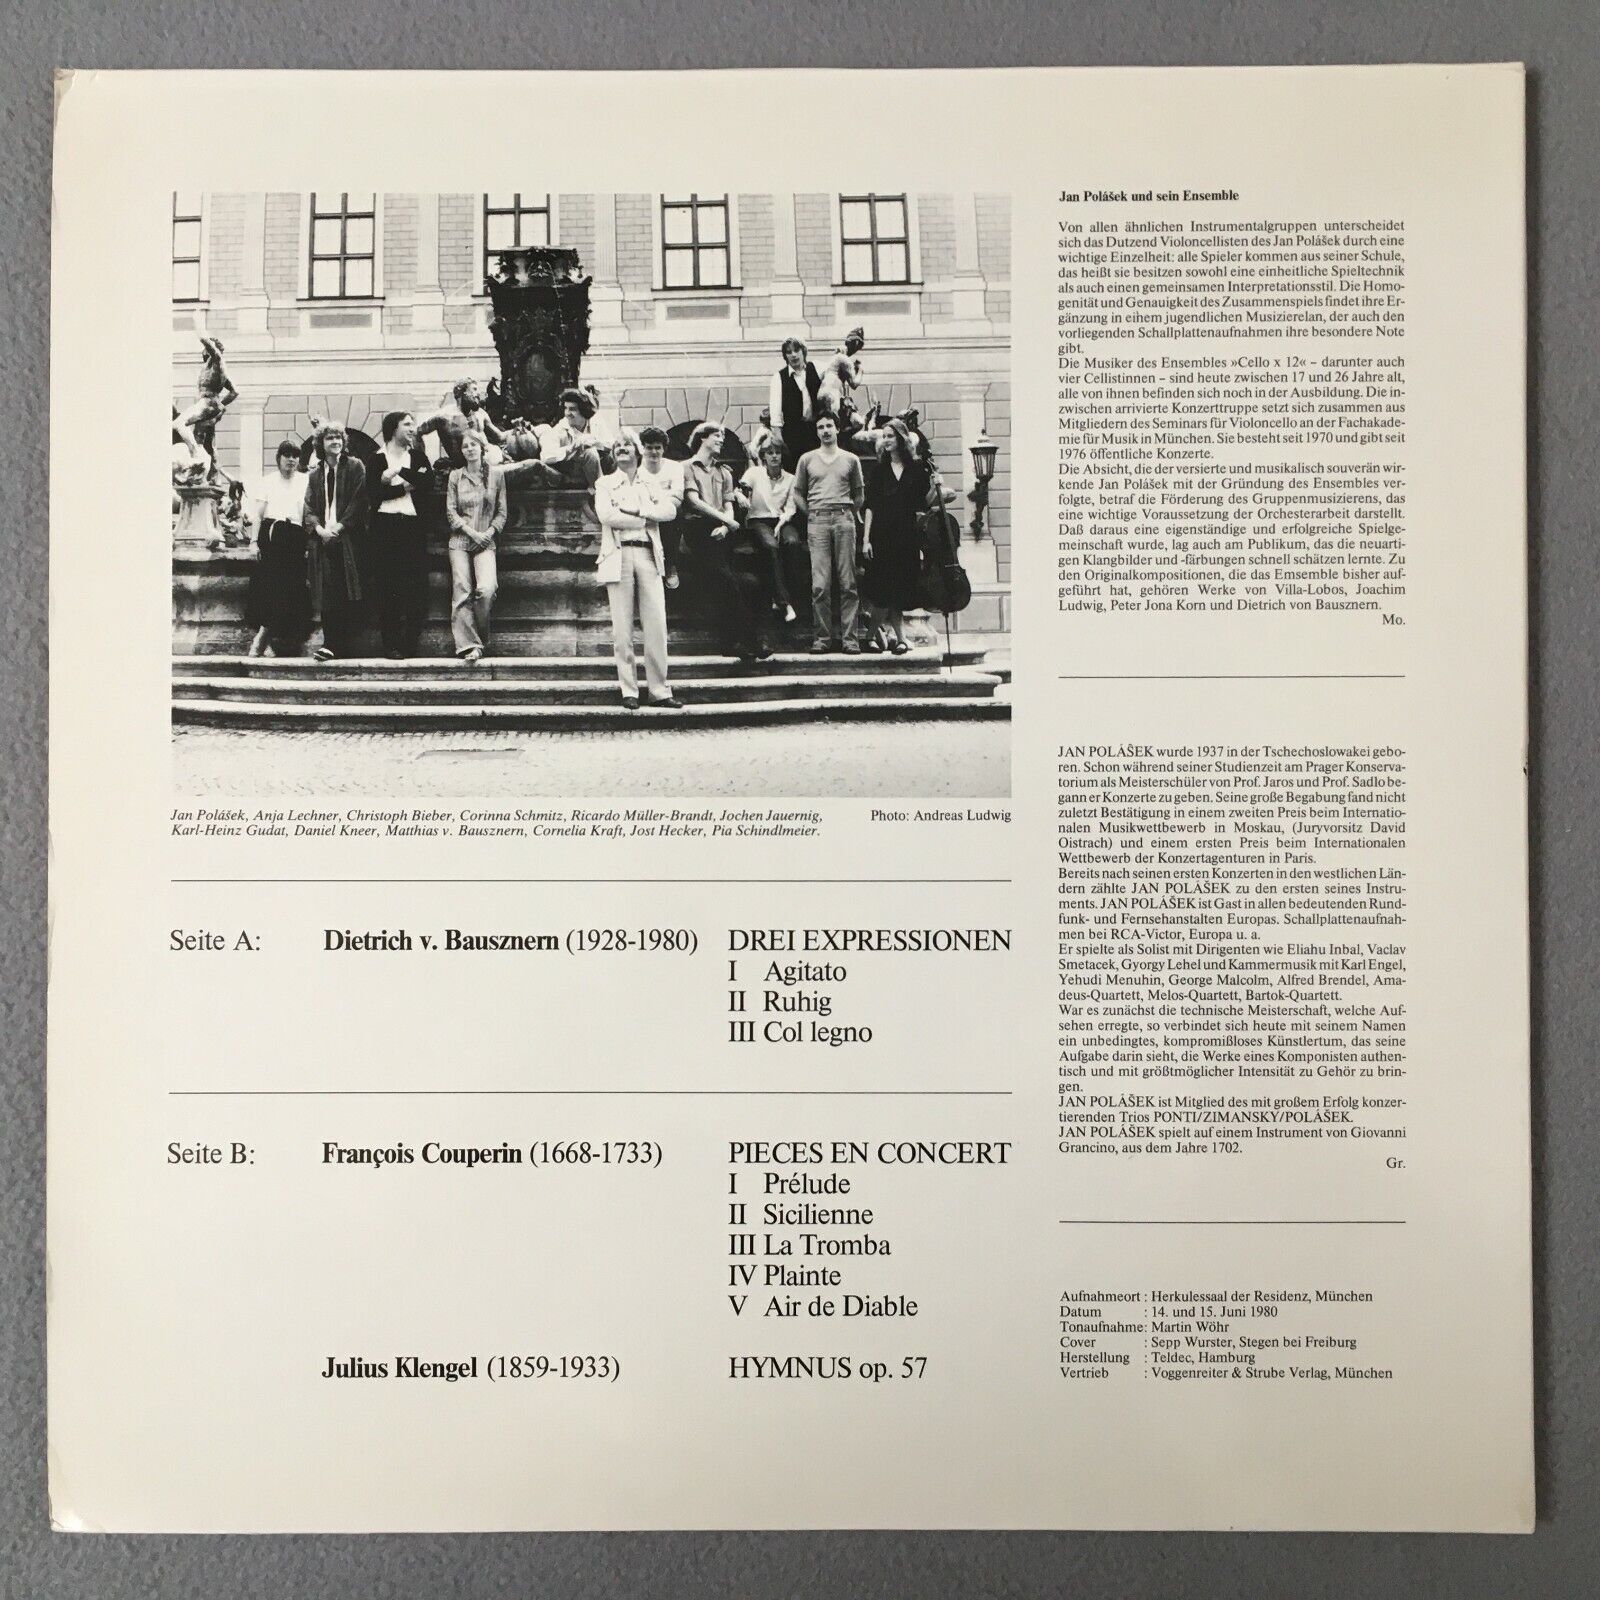 Jan Polášek, Anja Lechner, Christoph Bieber, Corinna Schmitz, Ricardo Müller-Brandt, Jochen Jauernig,
Karl-Heinz Gudat, Daniel Kneer, Matthias v. Bausznern, Cornelia Kraft, Jost Hecker, Pia Schindlmeier.
Photo: Andreas Ludwig
Seite A: Dietrich v. Bausznern (1928-1980) DREI EXPRESSIONEN
I Agitato
II Ruhig
III Col legno
Seite B: François Couperin (1668-1733) PIECES EN CONCERT
I Prélude
II Sicilienne
III La Tromba
IV Plainte
V Air de Diable
Julius Klengel (1859-1933) HYMNUS op. 57
Jan Polášek und sein Ensemble
Von allen ähnlichen Instrumentalgruppen unterscheidet
sich das Dutzend Violoncellisten des Jan Polášek durch eine
wichtige Einzelheit: alle Spieler kommen aus seiner Schule,
das heißt sie besitzen sowohl eine einheitliche Spieltechnik
als auch einen gemeinsamen Interpretationsstil. Die Homo-
genität und Genauigkeit des Zusammenspiels findet ihre Er-
gänzung in eihem jugendlichen Musizierelan, der auch den
vorliegenden Schallplattenaufnahmen ihre besondere Note
gibt.
Die Musiker des Ensembles »Cello x 12« – darunter auch
vier Cellistinnen – sind heute zwischen 17 und 26 Jahre alt,
alle von ihnen befinden sich noch in der Ausbildung. Die in-
zwischen arrivierte Konzerttruppe setzt sich zusammen aus
Mitgliedern des Seminars für Violoncello an der Fachakade-
mie für Musik in München. Sie besteht seit 1970 und gibt seit
1976 öffentliche Konzerte.
Die Absicht, die der versierte und musikalisch souverän wir-
kende Jan Polášek mit der Gründung des Ensembles ver-
folgte, betraf die Förderung des Gruppenmusizierens, das
eine wichtige Voraussetzung der Orchesterarbeit darstellt.
Daß daraus eine eigenständige und erfolgreiche Spielge-
meinschaft wurde, lag auch am Publikum, das die neuarti-
gen Klangbilder und -färbungen schnell schätzen lernte. Zu
den Originalkompositionen, die das Emsemble bisher auf-
geführt hat, gehören Werke von Villa-Lobos, Joachim
Ludwig, Peter Jona Korn und Dietrich von Bausznern.
Mo.
JAN POLÁŠEK wurde 1937 in der Tschechoslowakei gebo-
ren. Schon während seiner Studienzeit am Prager Konserva-
torium als Meisterschüler von Prof. Jaros und Prof. Sadlo be-
gann er Konzerte zu geben. Seine große Begabung fand nicht
zuletzt Bestätigung in einem zweiten Preis beim Internatio-
nalen Musikwettbewerb in Moskau, (Juryvorsitz David
Oistrach) und einem ersten Preis beim Internationalen
Wettbewerb der Konzertagenturen in Paris.
Bereits nach seinen ersten Konzerten in den westlichen Län-
dern zählte JAN POLÁŠEK zu den ersten seines Instru-
ments. JAN POLÁŠEK ist Gast in allen bedeutenden Rund-
funk- und Fernsehanstalten Europas. Schallplattenaufnah-
men bei RCA-Victor, Europa u. a.
Er spielte als Solist mit Dirigenten wie Eliahu Inbal, Vaclav
Smetacek, Gyorgy Lehel und Kammermusik mit Karl Engel,
Yehudi Menuhin, George Malcolm, Alfred Brendel, Ama-
deus-Quartett, Melos-Quartett, Bartok-Quartett.
War es zunächst die technische Meisterschaft, welche Auf-
sehen erregte, so verbindet sich heute mit seinem Namen
ein unbedingtes, kompromißloses Künstlertum, das seine
Aufgabe darin sieht, die Werke eines Komponisten authen-
tisch und mit größtmöglicher Intensität zu Gehör zu brin-
gen.
JAN POLÁŠEK ist Mitglied des mit großem Erfolg konzer-
tierenden Trios PONTI/ZIMANSKY/POLÁŠEK.
JAN POLÁŠEK spielt auf einem Instrument von Giovanni
Grancino, aus dem Jahre 1702.
Gr.
Aufnahmeort : Herkulessaal der Residenz, München
Datum : 14. und 15. Juni 1980
Tonaufnahme: Martin Wöhr
Cover : Sepp Wurster, Stegen bei Freiburg
Herstellung : Teldec, Hamburg
Vertrieb : Voggenreiter & Strube Verlag, München